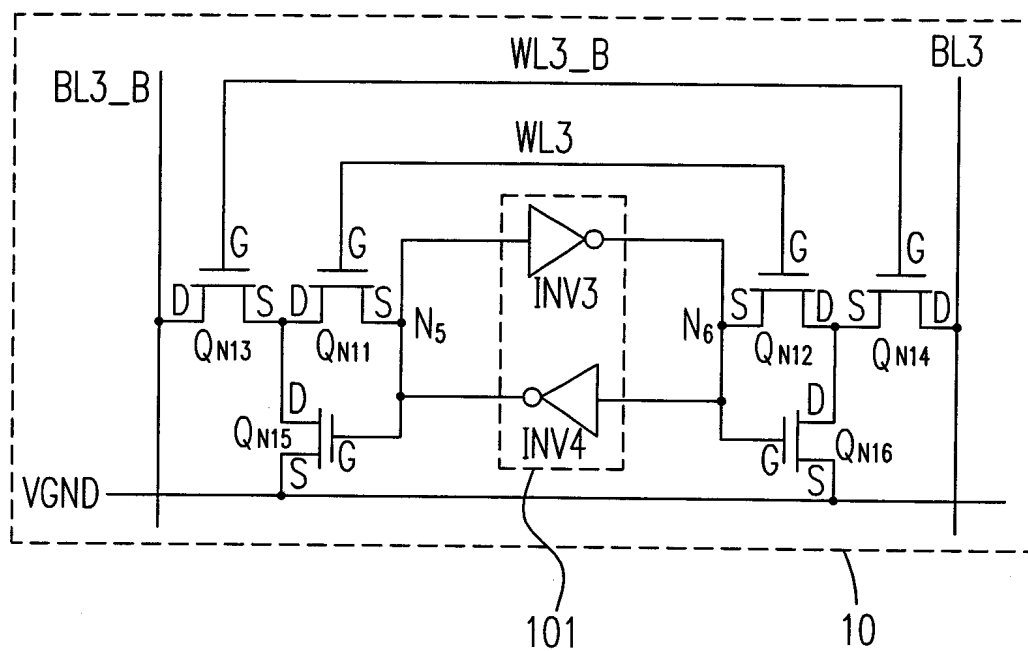 WL3_B
BL3
BL3_B
WL3
G
G
G
G
INV3
D
S
D
S
N5
N6
S
D
S
D
QN13
QN11
QN12
QN14
D
D
QN15
G
INV4
G
QN16
S
S
VGND
101
10